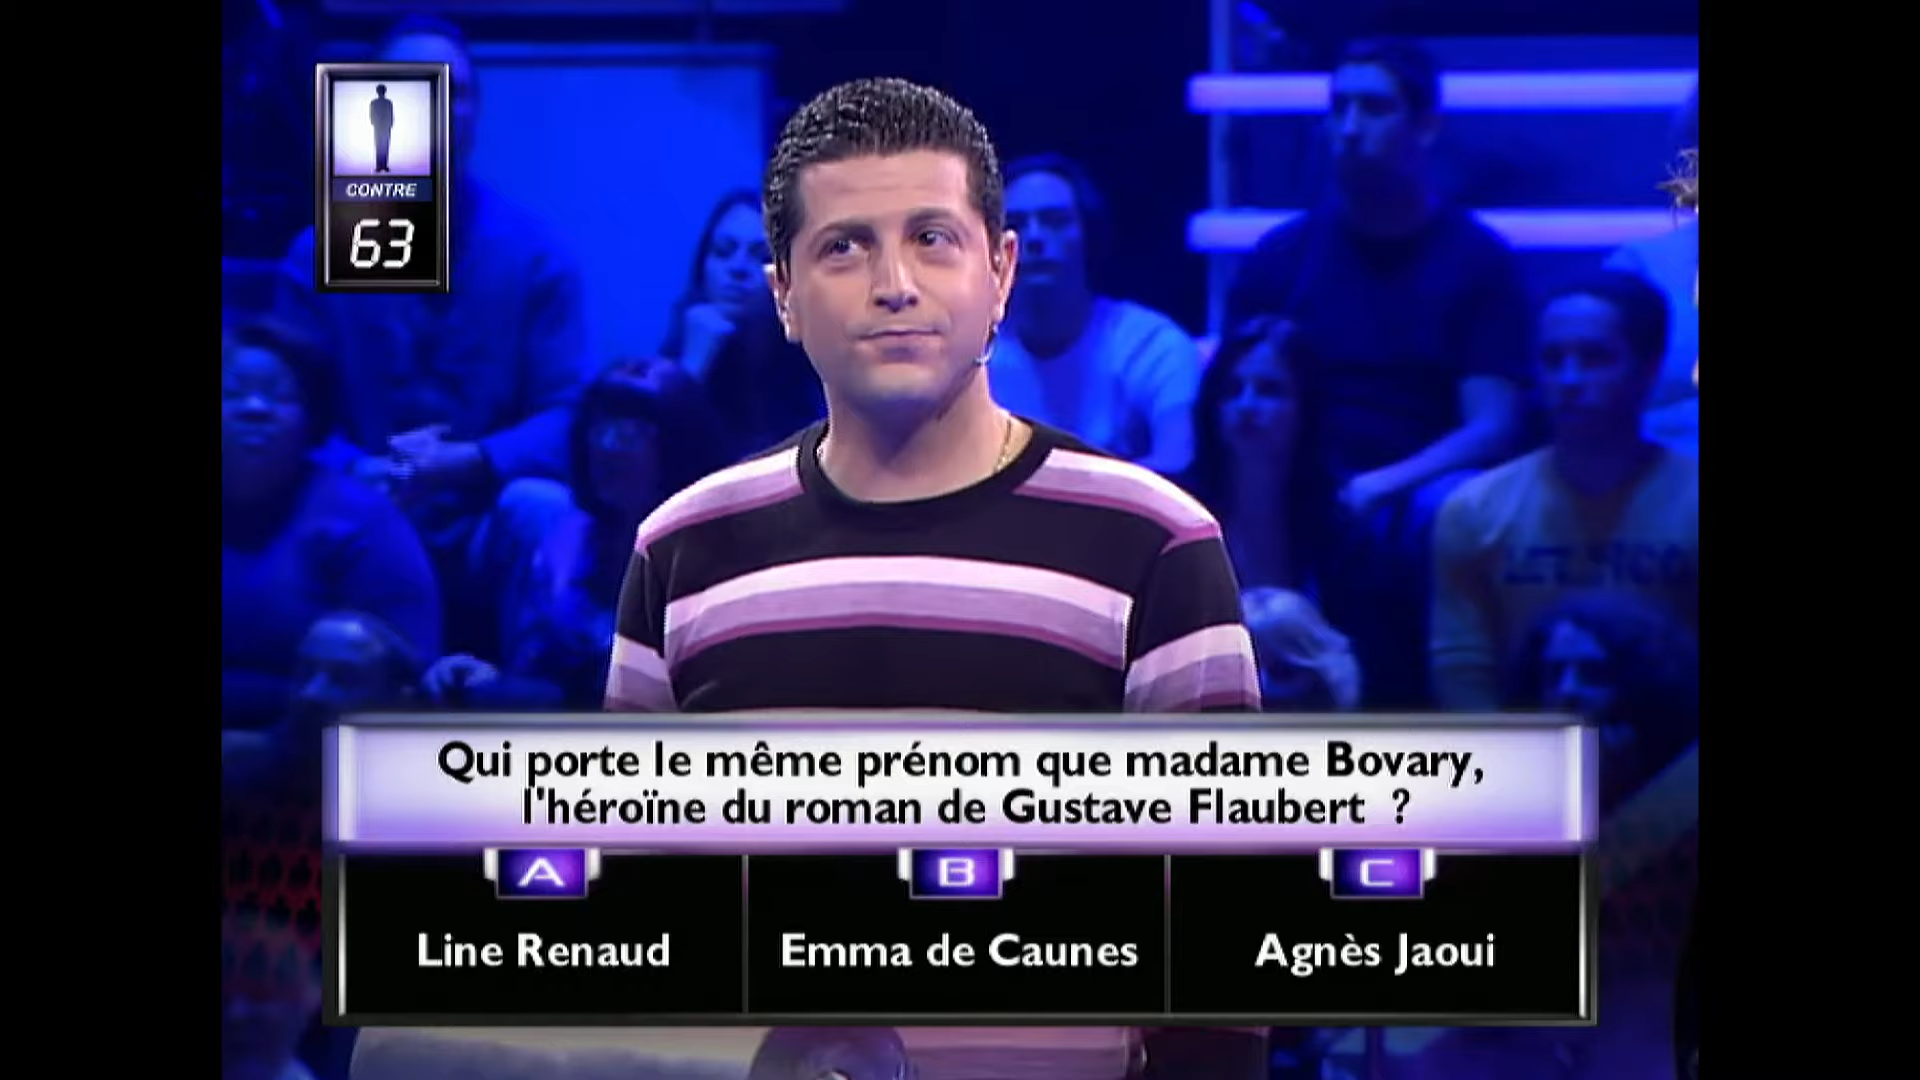 CONTRE
63
Qui porte le même prénom que madame Bovary,
l'héroïne du roman de Gustave Flaubert ?
A
B
C
Line Renaud
Emma de Caunes
Agnès Jaoui